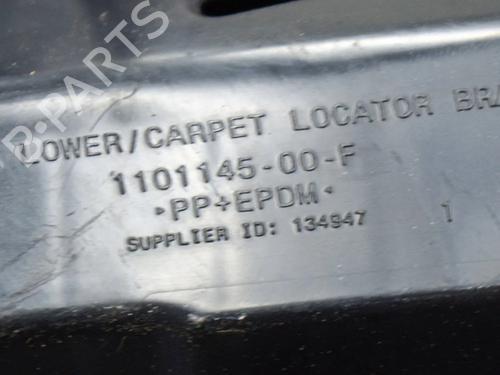 LOWER/CARPET LOCATOR BRA
1101145-00-F
>PP+EPDM<
SUPPLIER ID: 134947
1
B-PARTS